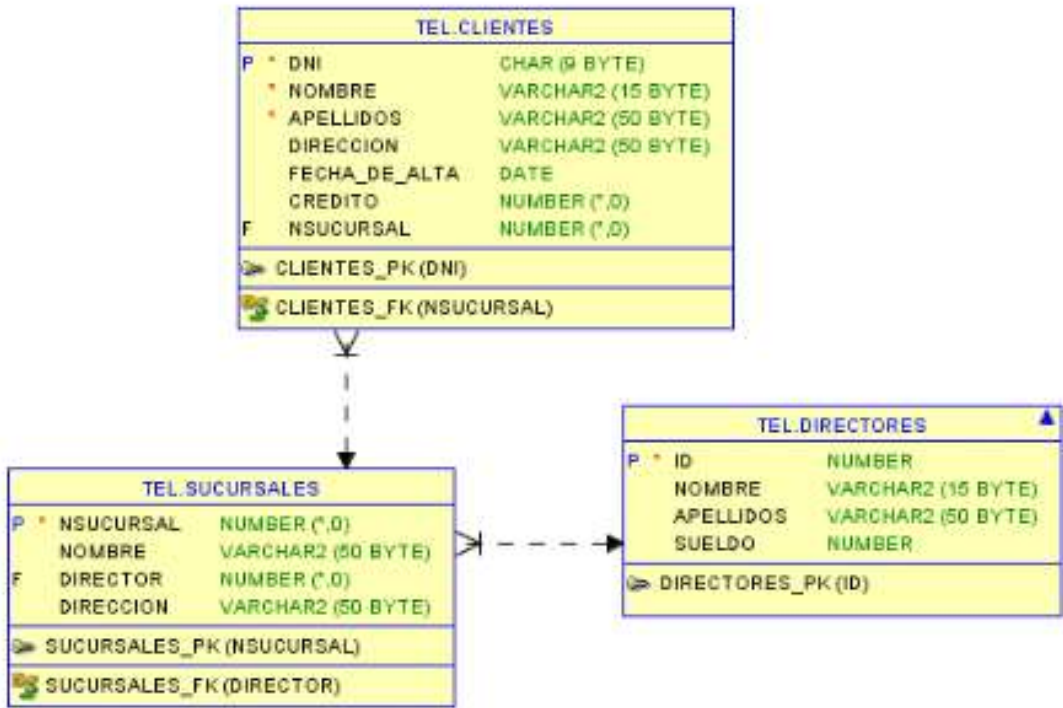 TEL.CLIENTES
P * DNI CHAR (9 BYTE)
* NOMBRE VARCHAR2 (15 BYTE)
* APELLIDOS VARCHAR2 (50 BYTE)
DIRECCION VARCHAR2 (50 BYTE)
FECHA_DE_ALTA DATE
CREDITO NUMBER (*,0)
F NSUCURSAL NUMBER (*,0)
CLIENTES_PK (DNI)
CLIENTES_FK (NSUCURSAL)
TEL.DIRECTORES
P * ID NUMBER
NOMBRE VARCHAR2 (15 BYTE)
APELLIDOS VARCHAR2 (50 BYTE)
SUELDO NUMBER
DIRECTORES_PK (ID)
TEL.SUCURSALES
P * NSUCURSAL NUMBER (*,0)
NOMBRE VARCHAR2 (50 BYTE)
F DIRECTOR NUMBER (*,0)
DIRECCION VARCHAR2 (50 BYTE)
SUCURSALES_PK (NSUCURSAL)
SUCURSALES_FK (DIRECTOR)